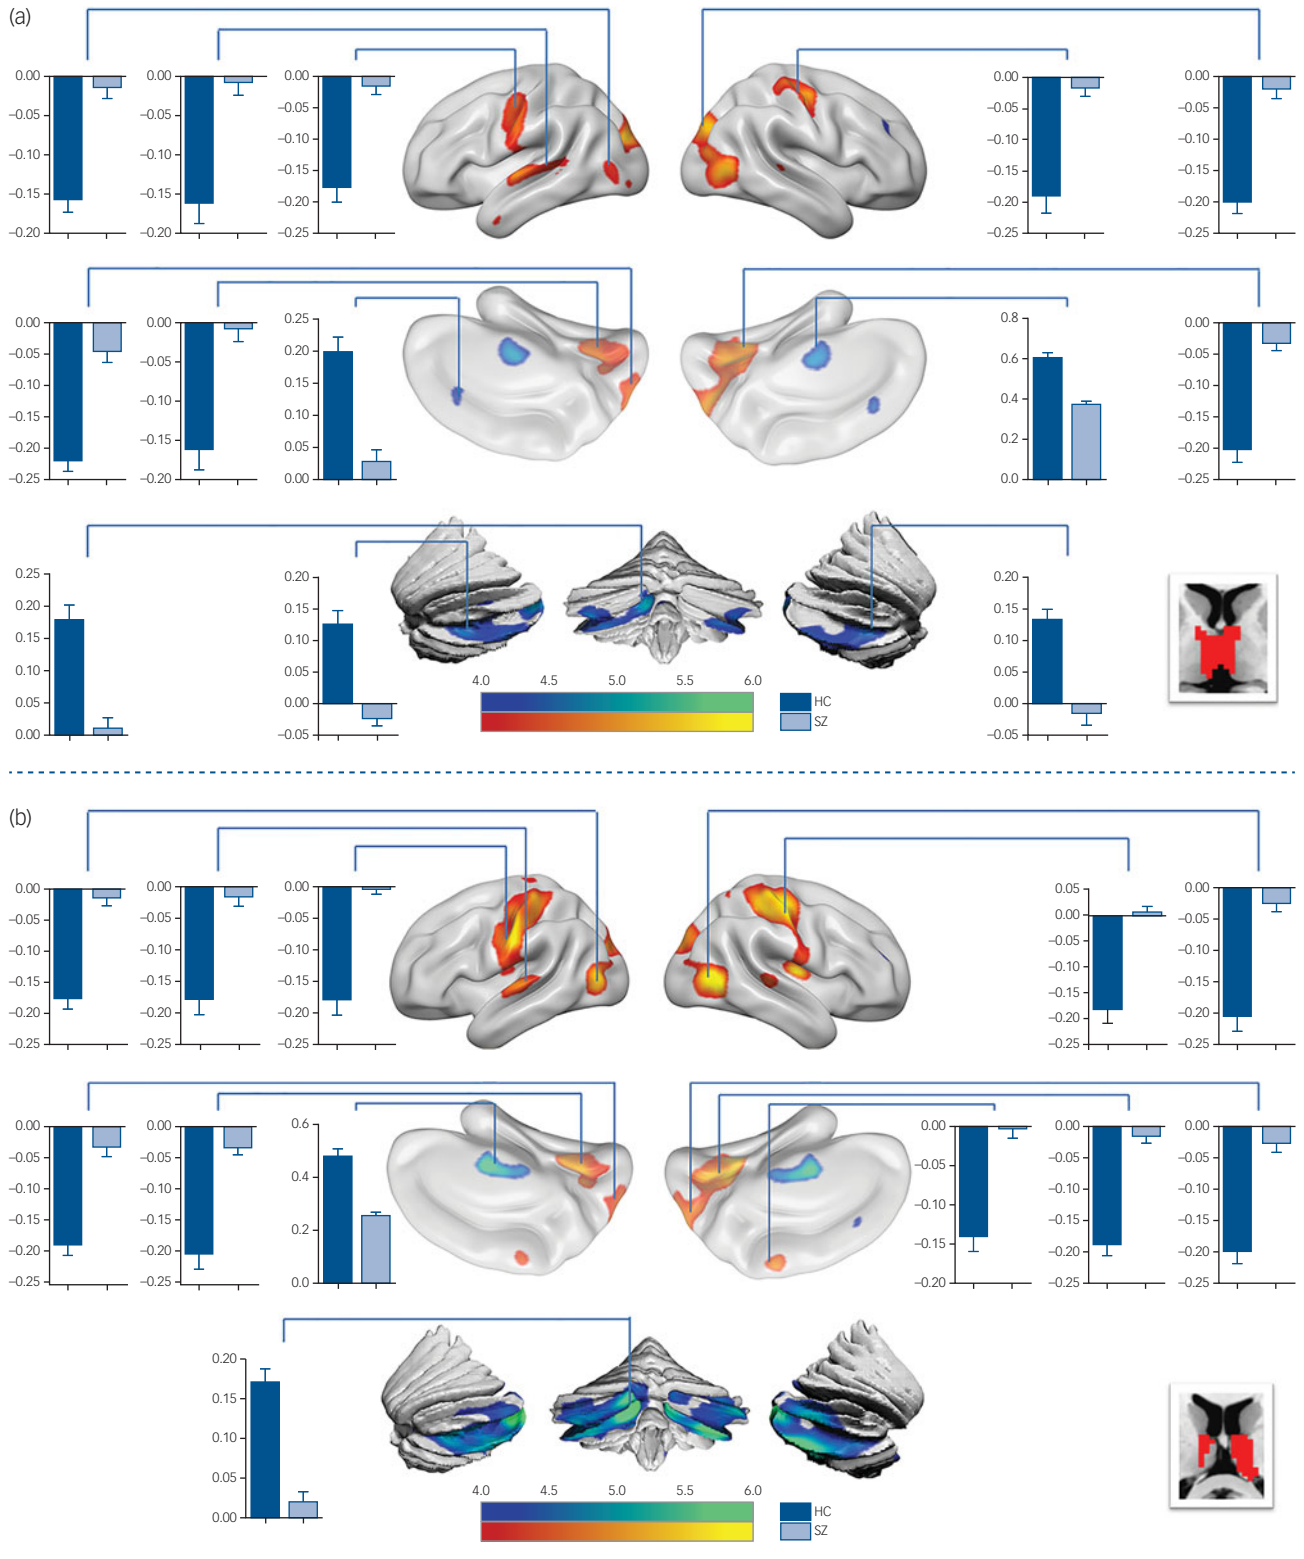 (a)
0.00 0.00 0.00 0.00 0.00
−0.05 −0.05 −0.05 −0.05 −0.05
−0.10 −0.10 −0.10 −0.10 −0.10
−0.15 −0.15 −0.15 −0.15 −0.15
−0.20 −0.20 −0.20 −0.20 −0.20
−0.25 −0.25 −0.25
0.00 0.00 0.25 0.8 0.00
−0.05 −0.05 0.20 0.6 −0.05
−0.10 −0.10 0.15 0.4 −0.10
−0.15 −0.15 0.10 0.2 −0.15
−0.20 −0.20 0.05 0.0 −0.20
−0.25 0.00 −0.25
0.25 0.20 0.20
0.20 0.15 0.15
0.15 0.10 0.10
0.10 0.05 0.05
0.05 0.00 0.00
0.00 −0.05 −0.05
4.0 4.5 5.0 5.5 6.0
HC
SZ
(b)
0.00 0.00 0.00 0.05 0.00
−0.05 −0.05 −0.05 0.00 −0.05
−0.10 −0.10 −0.10 −0.05 −0.10
−0.15 −0.15 −0.15 −0.10 −0.15
−0.20 −0.20 −0.20 −0.15 −0.20
−0.25 −0.25 −0.25 −0.20 −0.25
−0.25
0.00 0.00 0.6 0.00 0.00 0.00
−0.05 −0.05 0.4 −0.05 −0.05 −0.05
−0.10 −0.10 0.2 −0.10 −0.10 −0.10
−0.15 −0.15 0.0 −0.15 −0.15 −0.15
−0.20 −0.20 −0.20 −0.20 −0.20
−0.25 −0.25 −0.25 −0.25
0.20
0.15
0.10
0.05
0.00
4.0 4.5 5.0 5.5 6.0
HC
SZ